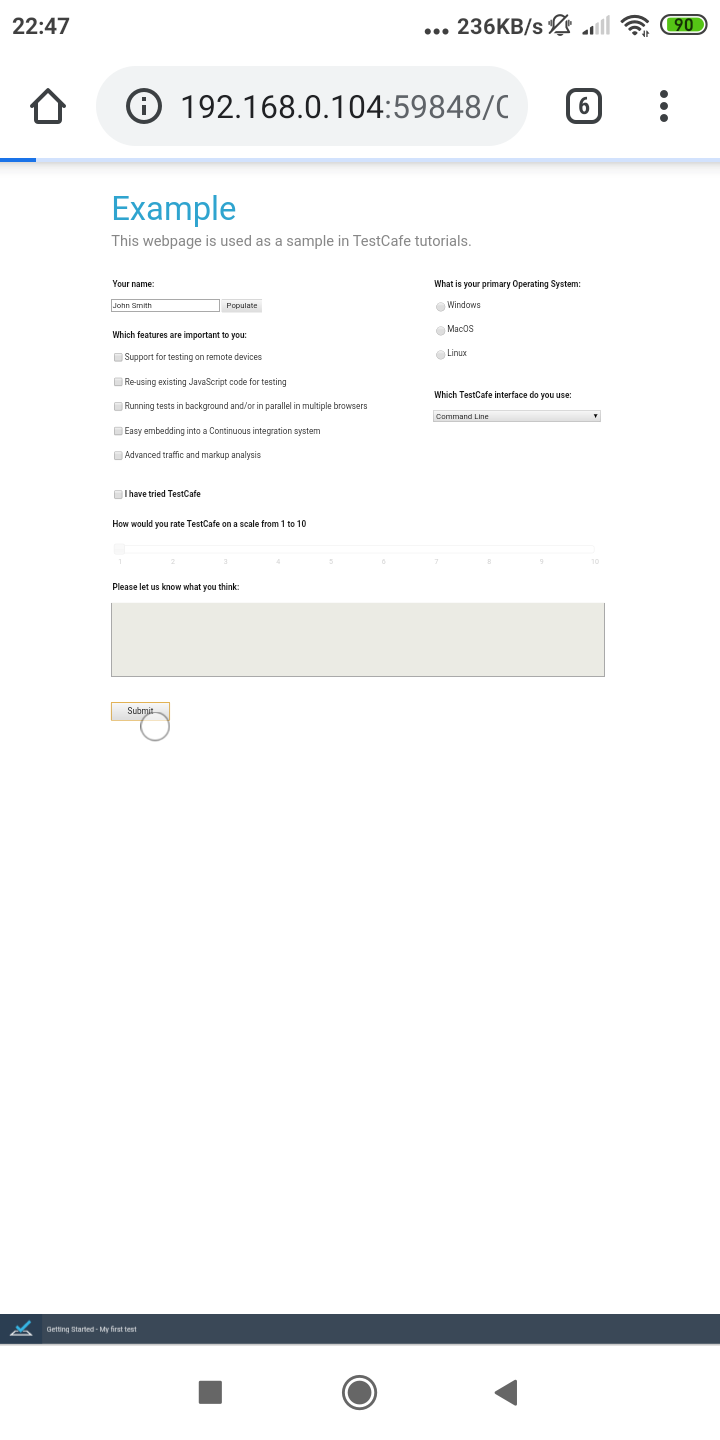 22:47
... 236KB/s
90
192.168.0.104:59848/
6
Example
This webpage is used as a sample in TestCafe tutorials.
Your name:
John Smith
Populate
Which features are important to you:
Support for testing on remote devices
Re-using existing JavaScript code for testing
Running tests in background and/or in parallel in multiple browsers
Easy embedding into a Continuous integration system
Advanced traffic and markup analysis
What is your primary Operating System:
Windows
MacOS
Linux
Which TestCafe interface do you use:
Command Line
I have tried TestCafe
How would you rate TestCafe on a scale from 1 to 10
1 2 3 4 5 6 7 8 9 10
Please let us know what you think:
Submit
Getting Started - My first test